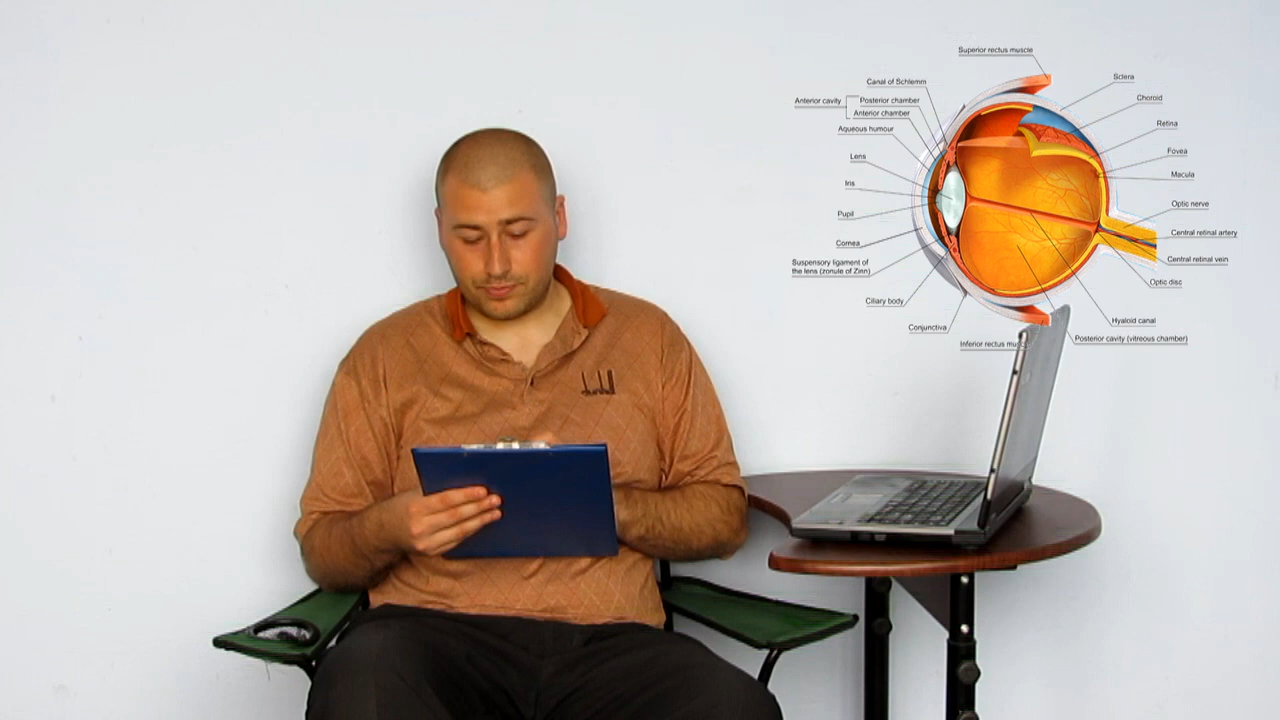 Superior rectus muscle
Sclera
Canal of Schlemm
Choroid
Anterior cavity
Posterior chamber
Anterior chamber
Retina
Aqueous humour
Fovea
Lens
Macula
Iris
Optic nerve
Pupil
Central retinal artery
Cornea
Central retinal vein
Suspensory ligament of
the lens (zonule of Zinn)
Optic disc
Ciliary body
Hyaloid canal
Conjunctiva
Posterior cavity (vitreous chamber)
Inferior rectus